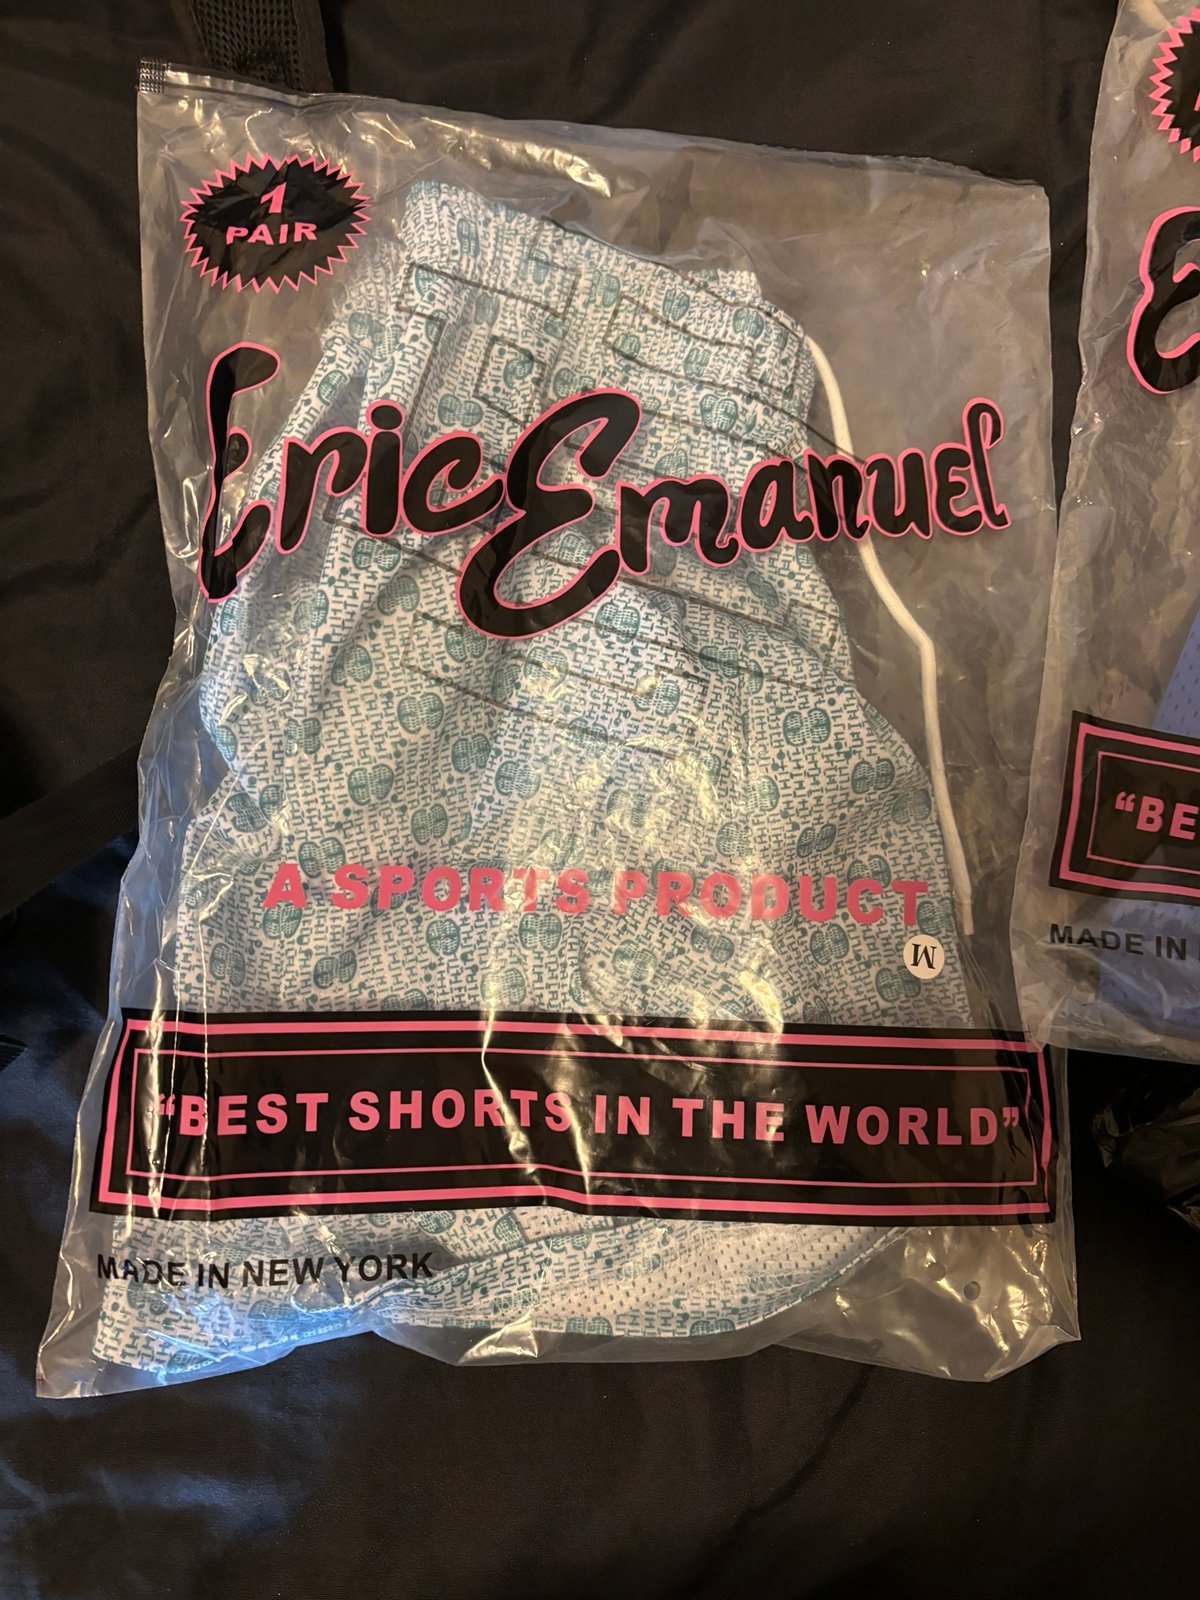 1
PAIR
Eric Emanuel
A SPORTS PRODUCT
M
"BEST SHORTS IN THE WORLD"
MADE IN NEW YORK
E
“BE
MADE IN